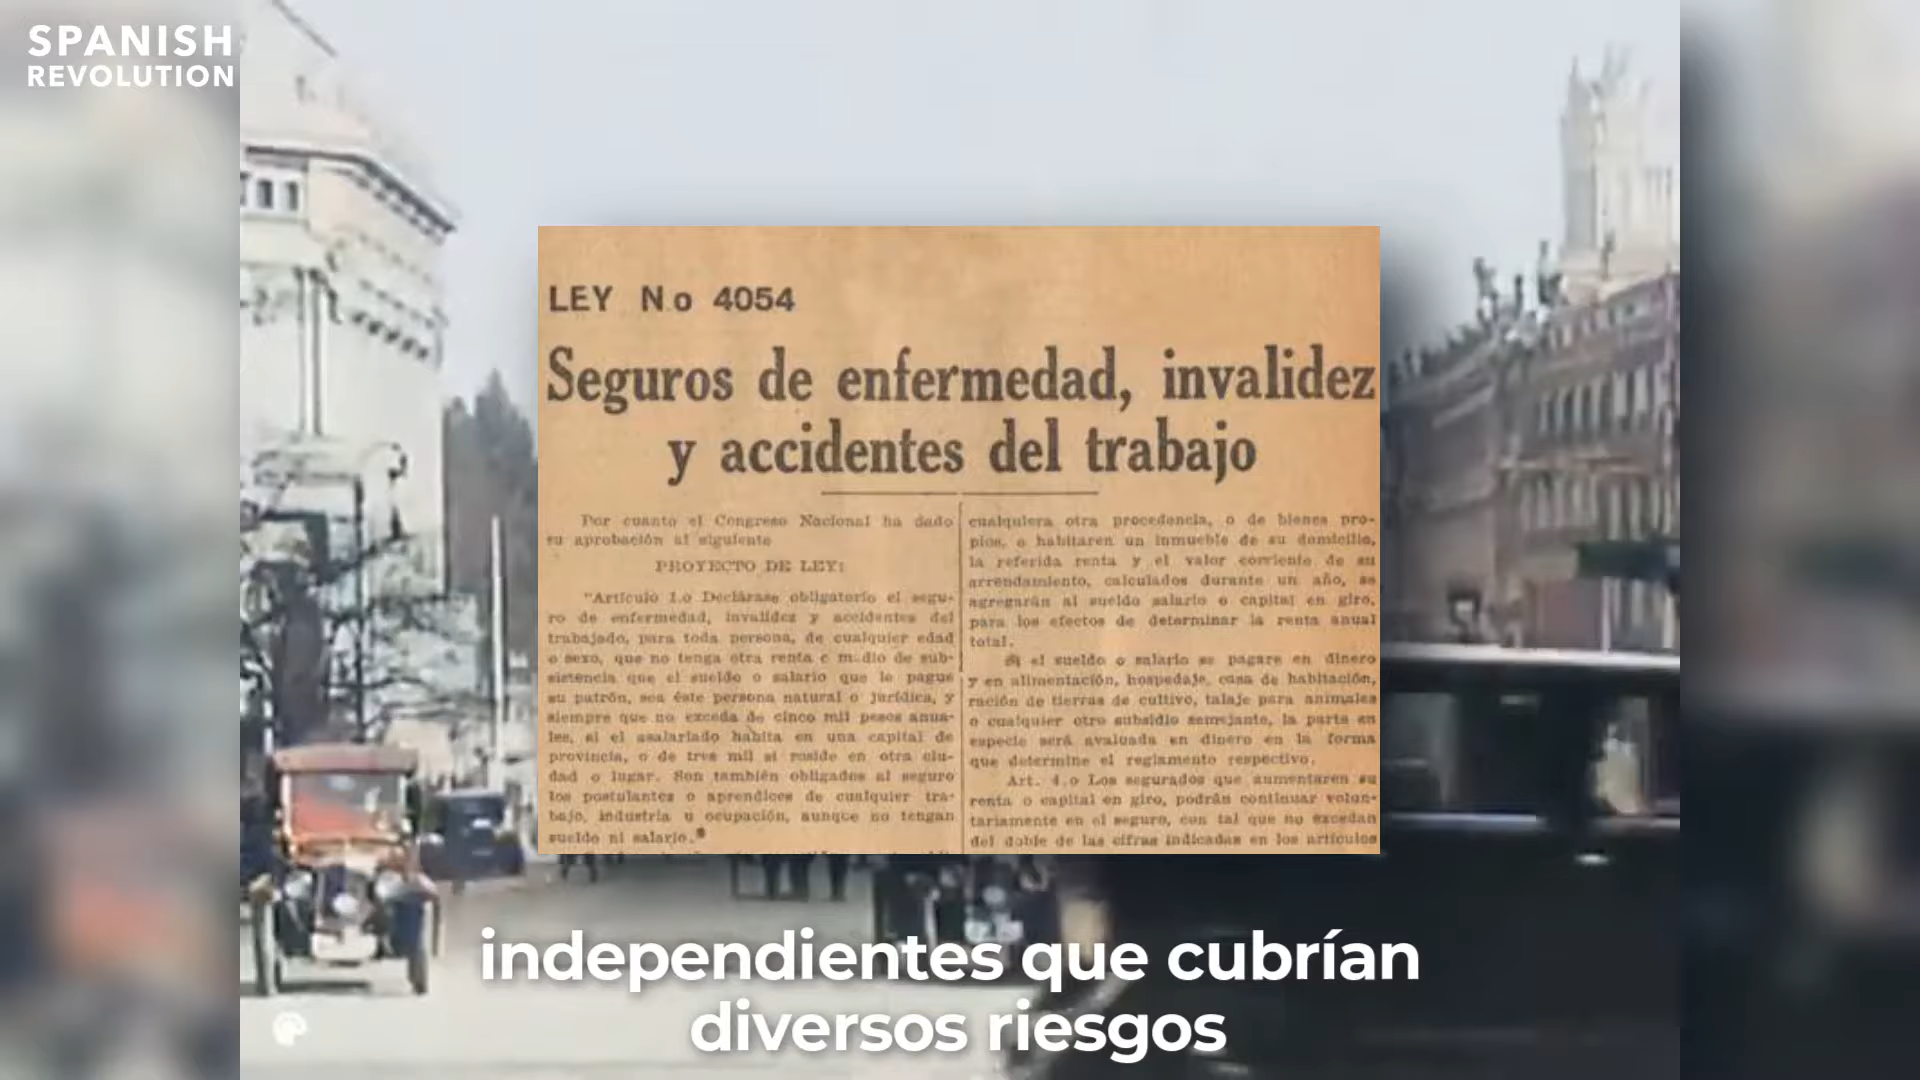 SPANISH
REVOLUTION
LEY No 4054
Seguros de enfermedad, invalidez
y accidentes del trabajo
Por cuanto el Congreso Nacional ha dado
su aprobación al siguiente
PROYECTO DE LEY:
"Artículo 1.o Declárase obligatorio el segu-
ro de enfermedad, invalidez y accidentes del
trabajado, para toda persona, de cualquier edad
o sexo, que no tenga otra renta o medio de sub-
sistencia que el sueldo o salario que le pague
su patrón, sea éste persona natural o jurídica, y
siempre que no exceda de cinco mil pesos anua-
les, si el asalariado habita en una capital de
provincia, o de tres mil si reside en otra ciu-
dad o lugar. Son también obligados al seguro
los postulantes o aprendices de cualquier tra-
bajo, industria u ocupación, aunque no tengan
sueldo ni salario.
cualquiera otra procedencia, o de bienes pro-
pios, o habitaren un inmueble de su domicilio,
la referida renta y el valor corriente de su
arrendamiento, calculados durante un año, se
agregarán al sueldo salario o capital en giro,
para los efectos de determinar la renta anual
total.
Si el sueldo o salario se pagare en dinero
y en alimentación, hospedaje, casa de habitación,
ración de tierras de cultivo, talaje para animales
o cualquier otro subsidio semejante, la parte en
especie será avaluada en dinero en la forma
que determine el reglamento respectivo.
Art. 4.o Los segurados que aumentaren su
renta o capital en giro, podrán continuar volun-
tariamente en el seguro, con tal que no excedan
del doble de las cifras indicadas en los artículos
independientes que cubrían
diversos riesgos